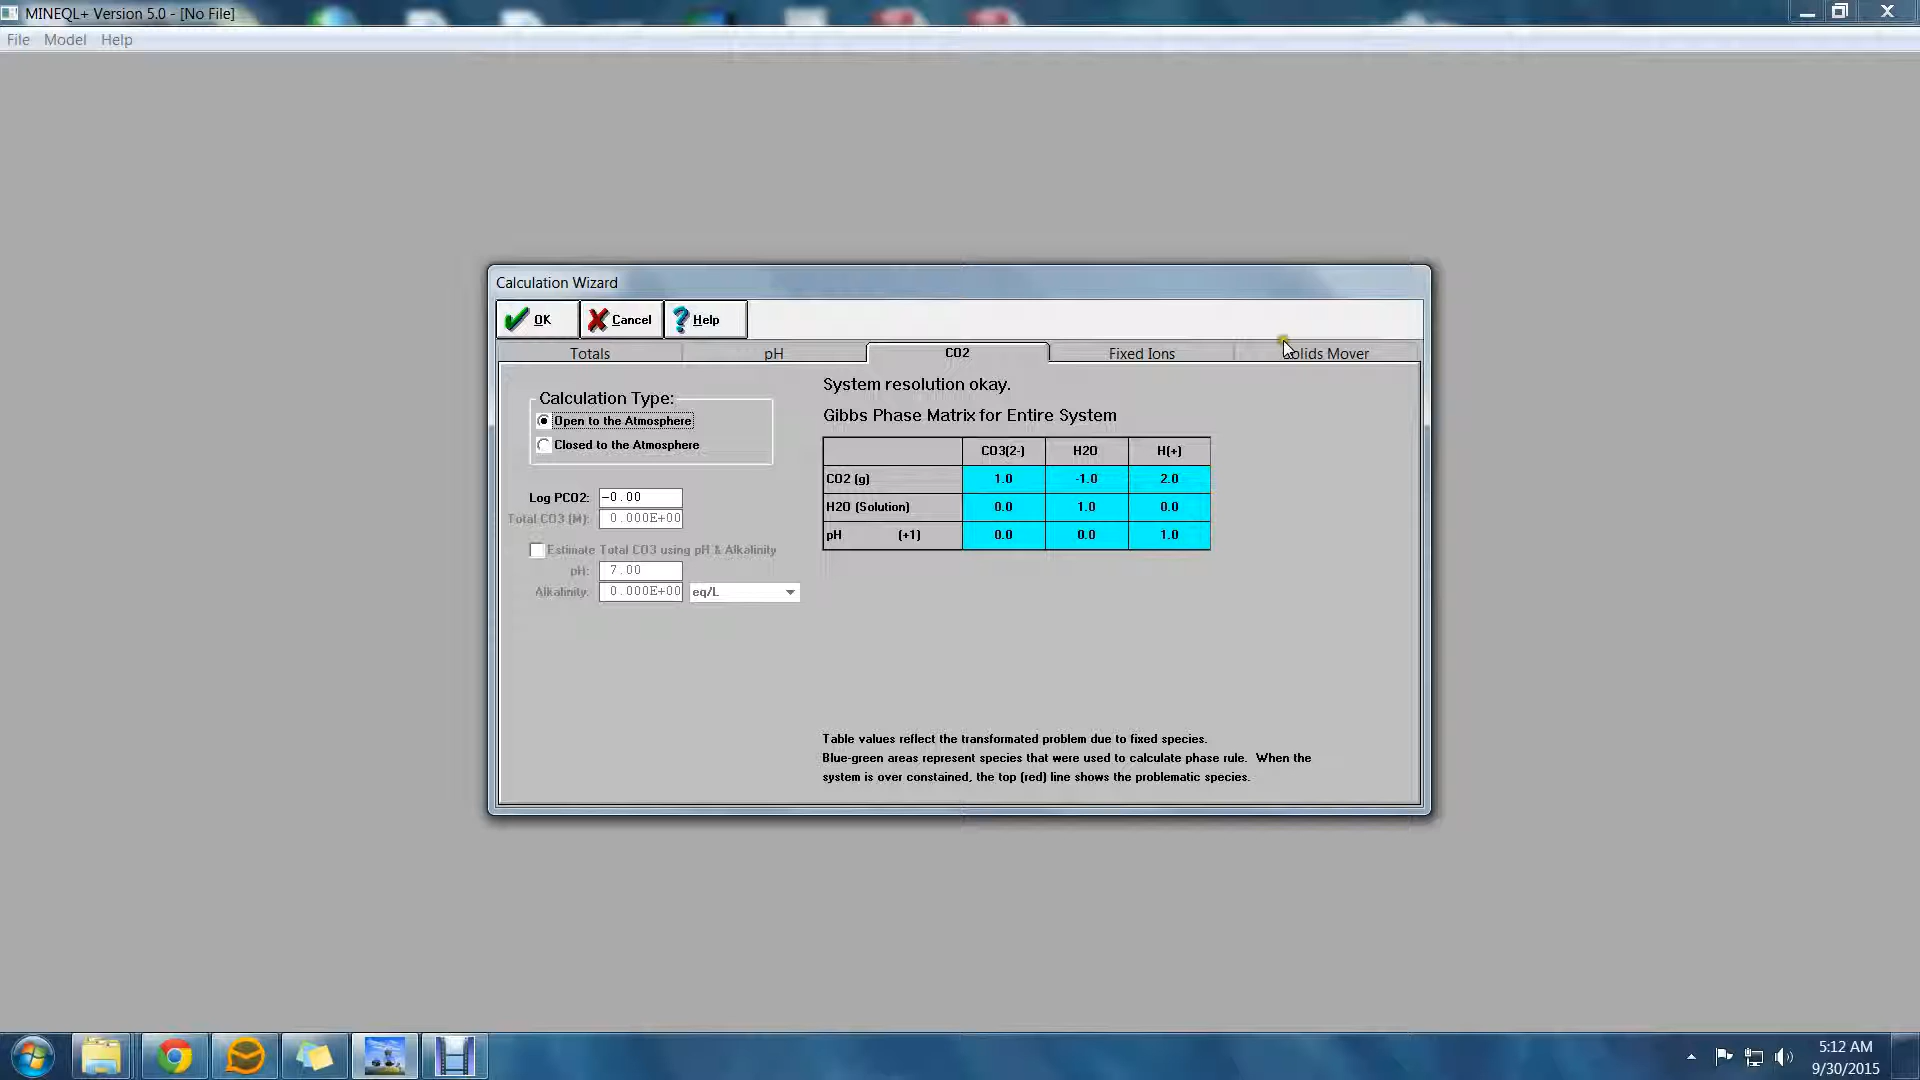 MINEQL+ Version 5.0 - [No File]
File Model Help
Calculation Wizard
OK Cancel Help
Totals pH CO2 Fixed Ions Solids Mover
Calculation Type:
Open to the Atmosphere
Closed to the Atmosphere
Log PCO2: -0.00
Total CO3 (M): 0.000E+00
Estimate Total CO3 using pH & Alkalinity
pH: 7.00
Alkalinity: 0.000E+00 eq/L
System resolution okay.
Gibbs Phase Matrix for Entire System
CO3(2-) H2O H(+)
CO2 (g) 1.0 -1.0 2.0
H2O (Solution) 0.0 1.0 0.0
pH (+1) 0.0 0.0 1.0
Table values reflect the transformated problem due to fixed species.
Blue-green areas represent species that were used to calculate phase rule. When the
system is over constained, the top (red) line shows the problematic species.
5:12 AM
9/30/2015